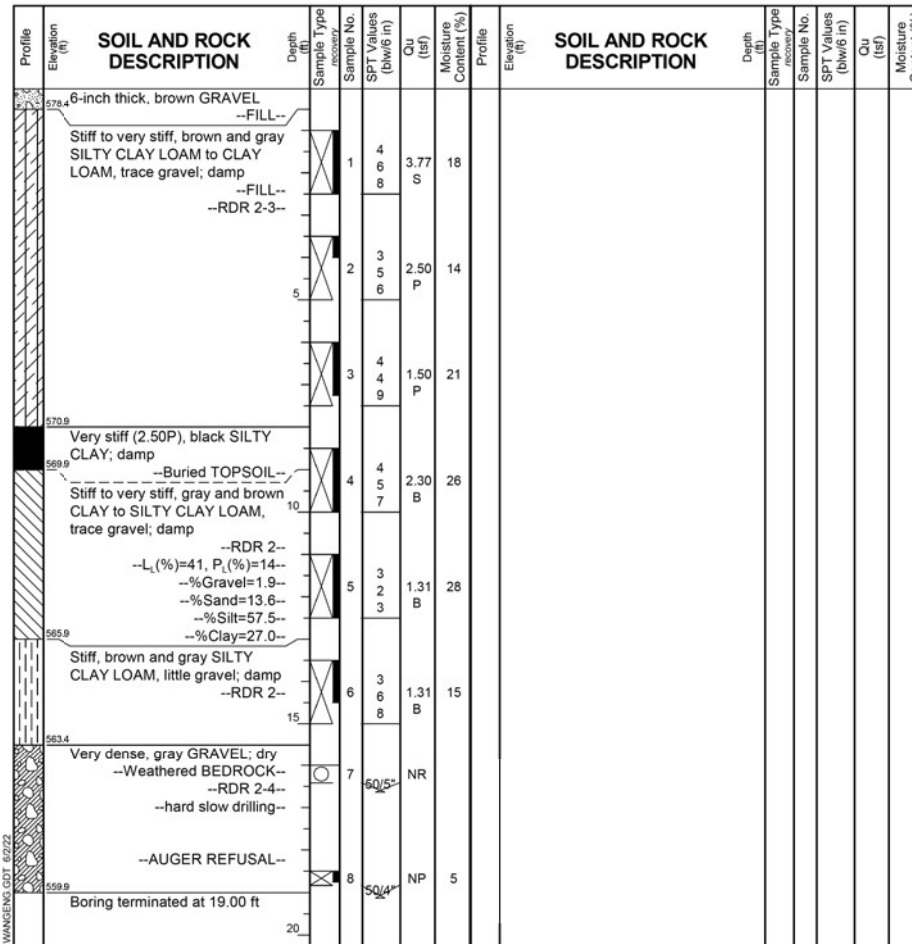 Profile
Elevation
(ft)
SOIL AND ROCK
DESCRIPTION
Depth
(ft)
Sample Type
recovery
Sample No.
SPT Values
(blw/6 in)
Qu
(tsf)
Moisture
Content (%)
Profile
Elevation
(ft)
SOIL AND ROCK
DESCRIPTION
Depth
(ft)
Sample Type
recovery
Sample No.
SPT Values
(blw/6 in)
Qu
(tsf)
Moisture
578.4
6-inch thick, brown GRAVEL
--FILL--
Stiff to very stiff, brown and gray
SILTY CLAY LOAM to CLAY
LOAM, trace gravel; damp
--FILL--
--RDR 2-3--
1
4
6
8
3.77
S
18
2
3
5
6
2.50
P
14
5
3
4
4
9
1.50
P
21
570.9
Very stiff (2.50P), black SILTY
CLAY; damp
569.9
--Buried TOPSOIL--
Stiff to very stiff, gray and brown
CLAY to SILTY CLAY LOAM,
trace gravel; damp
4
4
5
7
2.30
B
26
10
--RDR 2--
--LL(%)=41, PL(%)=14--
--%Gravel=1.9--
--%Sand=13.6--
--%Silt=57.5--
--%Clay=27.0--
5
3
2
3
1.31
B
28
565.9
Stiff, brown and gray SILTY
CLAY LOAM, little gravel; damp
--RDR 2--
6
3
6
8
1.31
B
15
15
563.4
Very dense, gray GRAVEL; dry
--Weathered BEDROCK--
--RDR 2-4--
--hard slow drilling--
7
50/5"
NR
--AUGER REFUSAL--
8
50/4"
NP
5
559.9
Boring terminated at 19.00 ft
20
WANGENG.GDT 6/2/22